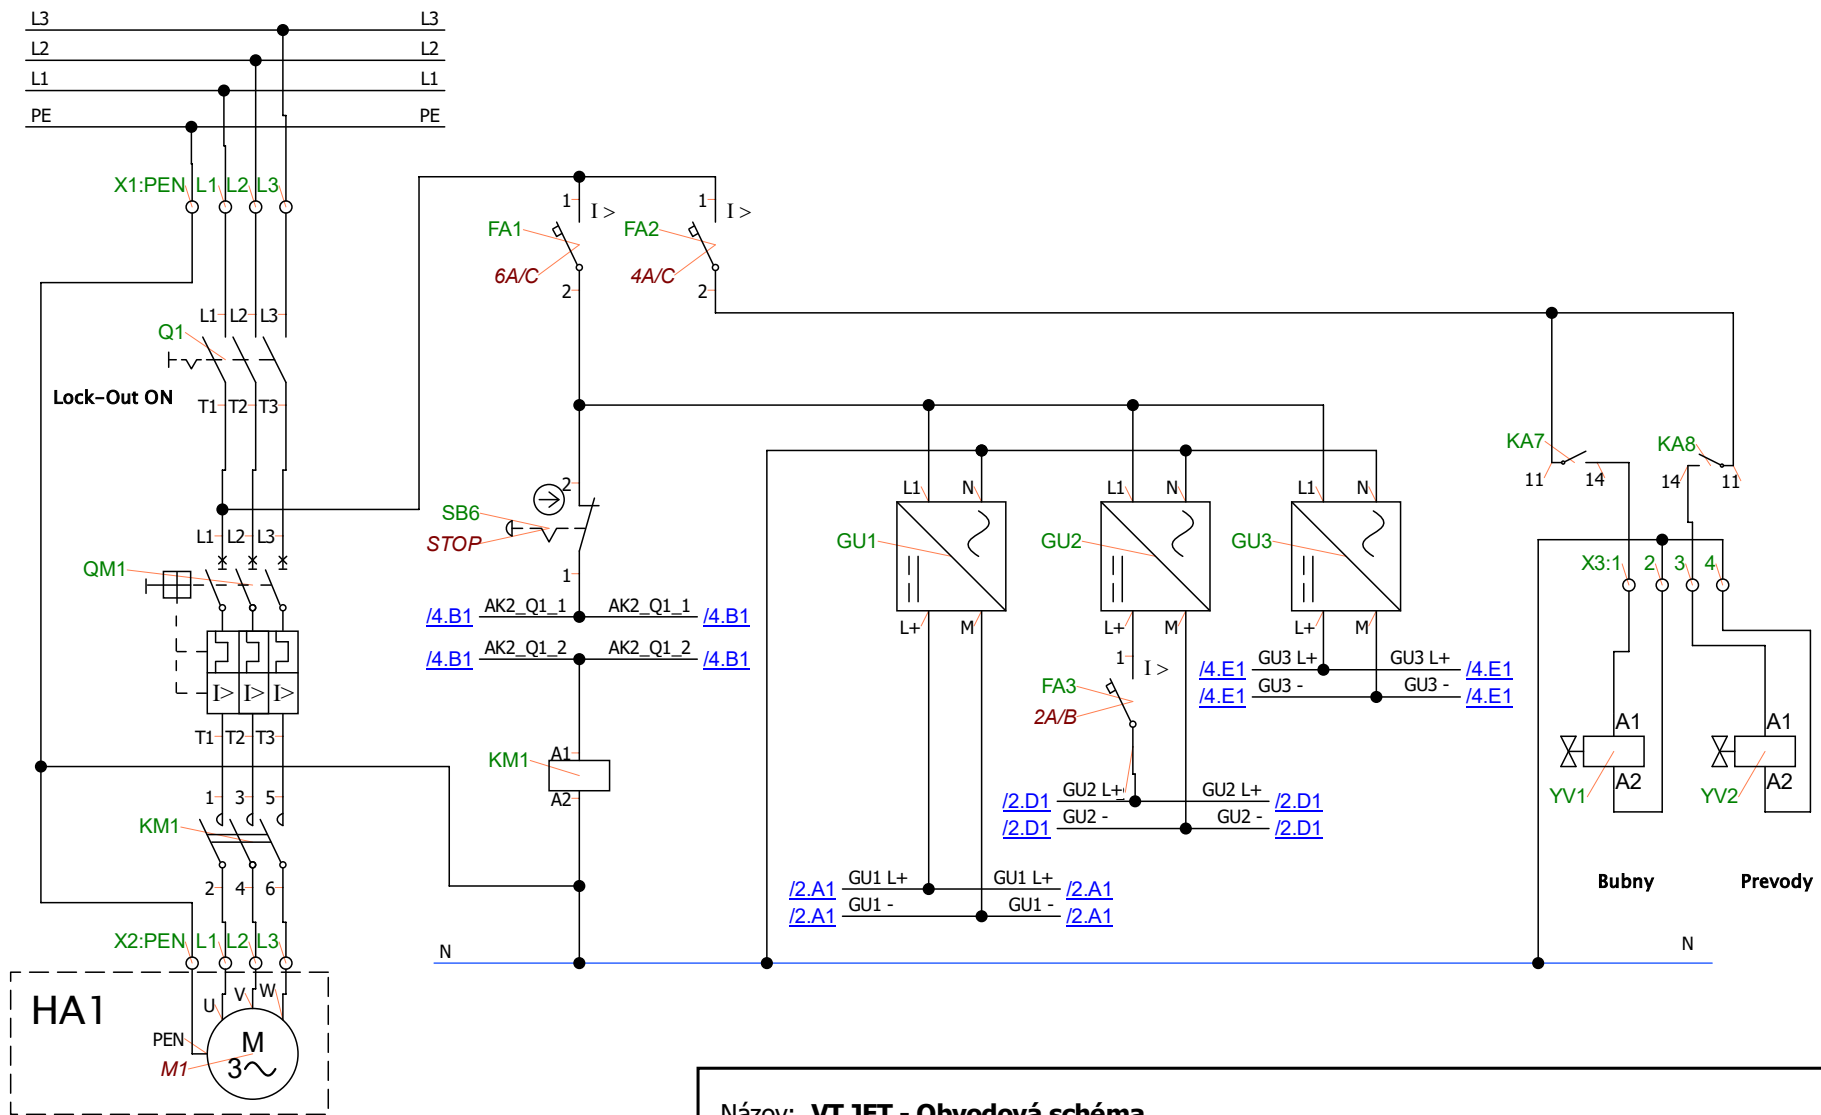 L3 L3
L2 L2
L1 L1
PE PE
X1:PEN L1 L2 L3
1 I > 1 I >
FA1 FA2
6A/C 4A/C
2 2
L1 L2 L3
Q1
Lock-Out ON
T1 T2 T3
KA7 KA8
11 14 14 11
2
SB6
STOP
1
L1 N L1 N L1 N
GU1 GU2 GU3
L1 L2 L3
QM1
X3:1 2 3 4
/4.B1 AK2_Q1_1 AK2_Q1_1 /4.B1
/4.B1 AK2_Q1_2 AK2_Q1_2 /4.B1
L+ M L+ M L+ M
1 I >
FA3
2A/B
/4.E1 GU3 L+ GU3 L+ /4.E1
/4.E1 GU3 - GU3 - /4.E1
I> I> I>
T1 T2 T3
KM1 A1
A2
A1 A1
A2 A2
YV1 YV2
1 3 5
KM1
2 4 6
/2.D1 GU2 L+ GU2 L+ /2.D1
/2.D1 GU2 - GU2 - /2.D1
/2.A1 GU1 L+ GU1 L+ /2.A1
/2.A1 GU1 - GU1 - /2.A1
Bubny Prevody
X2:PEN L1 L2 L3
N N
HA1
U V W
PEN
M1
M
3
Názov: VT JET - Obvodová schéma